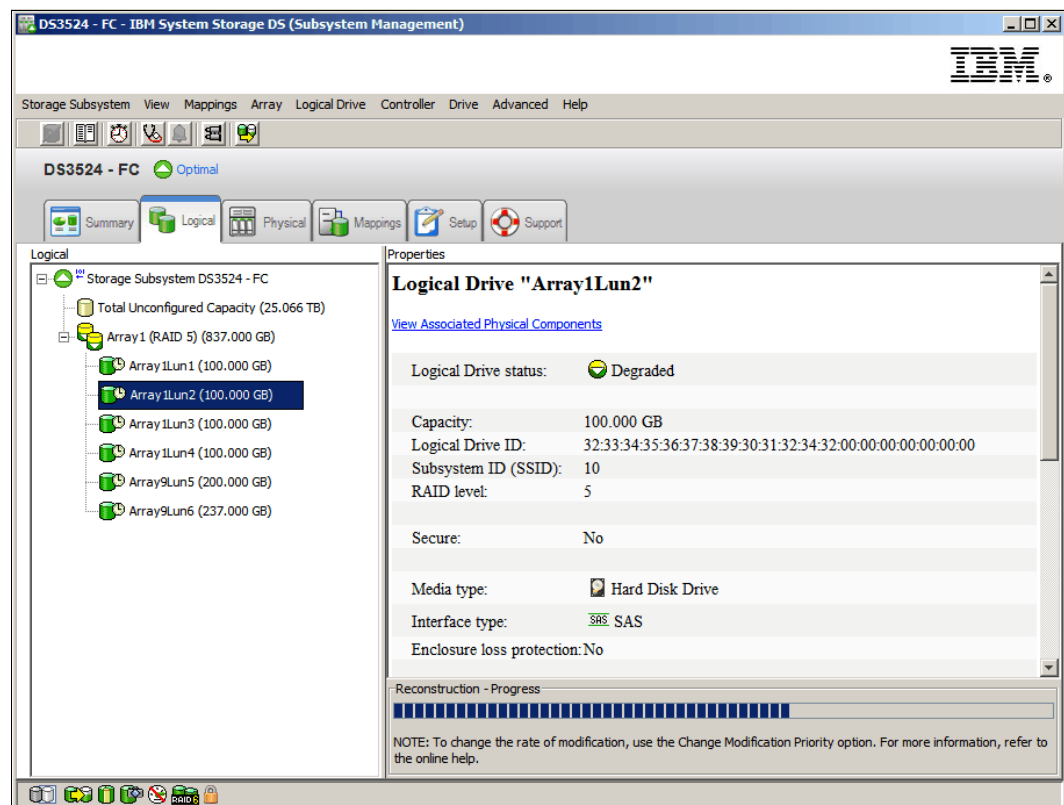 DS3524 - FC - IBM System Storage DS (Subsystem Management)
IBM®
Storage Subsystem View Mappings Array Logical Drive Controller Drive Advanced Help
DS3524 - FC Optimal
Summary Logical Physical Mappings Setup Support
Logical
Storage Subsystem DS3524 - FC
Total Unconfigured Capacity (25.066 TB)
Array1 (RAID 5) (837.000 GB)
Array1Lun1 (100.000 GB)
Array1Lun2 (100.000 GB)
Array1Lun3 (100.000 GB)
Array1Lun4 (100.000 GB)
Array9Lun5 (200.000 GB)
Array9Lun6 (237.000 GB)
Properties
Logical Drive "Array1Lun2"
View Associated Physical Components
Logical Drive status: Degraded
Capacity: 100.000 GB
Logical Drive ID: 32:33:34:35:36:37:38:39:30:31:32:34:32:00:00:00:00:00:00:00
Subsystem ID (SSID): 10
RAID level: 5
Secure: No
Media type: Hard Disk Drive
Interface type: SAS SAS
Enclosure loss protection: No
Reconstruction - Progress
NOTE: To change the rate of modification, use the Change Modification Priority option. For more information, refer to
the online help.
RAID 6